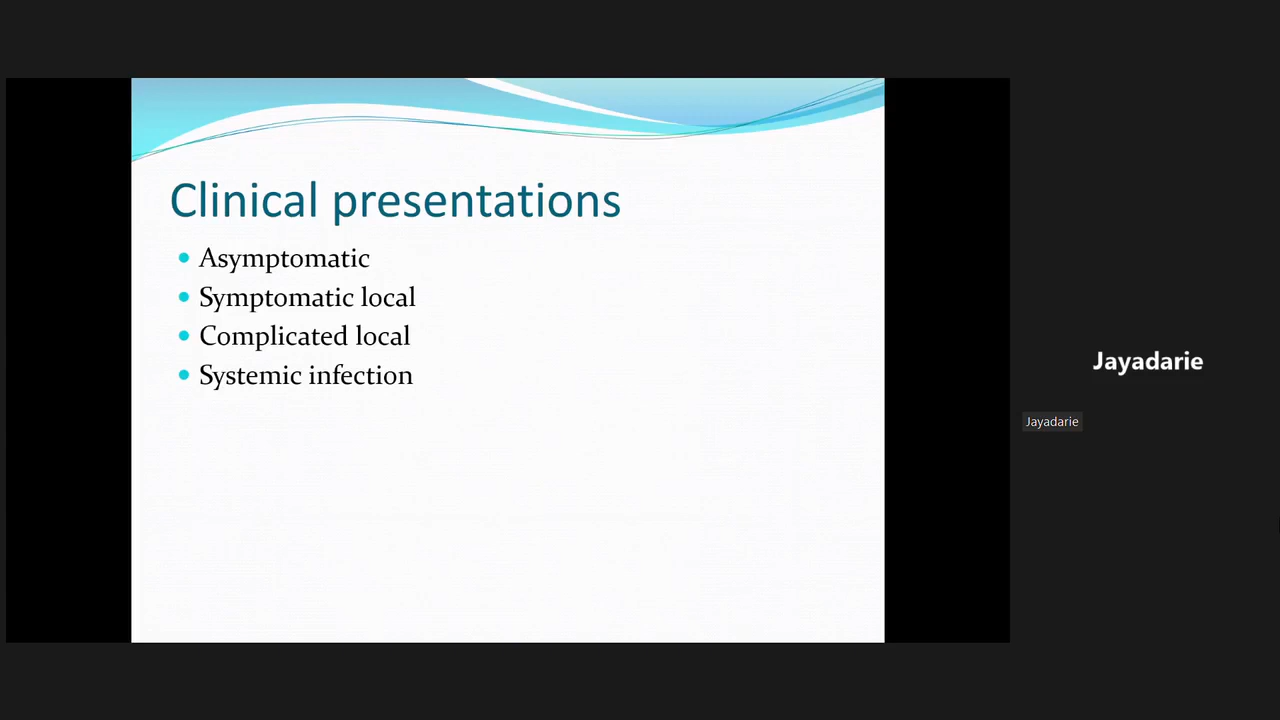 Clinical presentations
Asymptomatic
Symptomatic local
Complicated local
Systemic infection
Jayadarie
Jayadarie